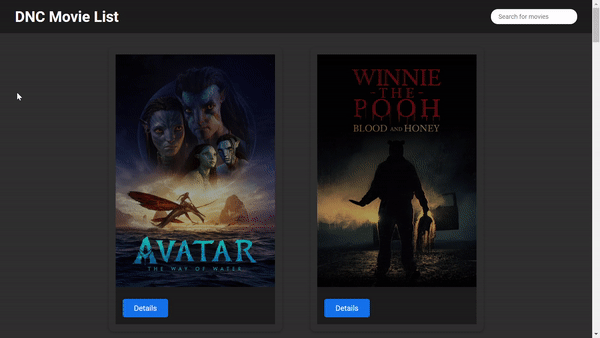 DNC Movie List
Search for movies
WINNIE
-THE-
POOH
BLOOD AND HONEY
AVATAR
THE WAY OF WATER
Details
Details